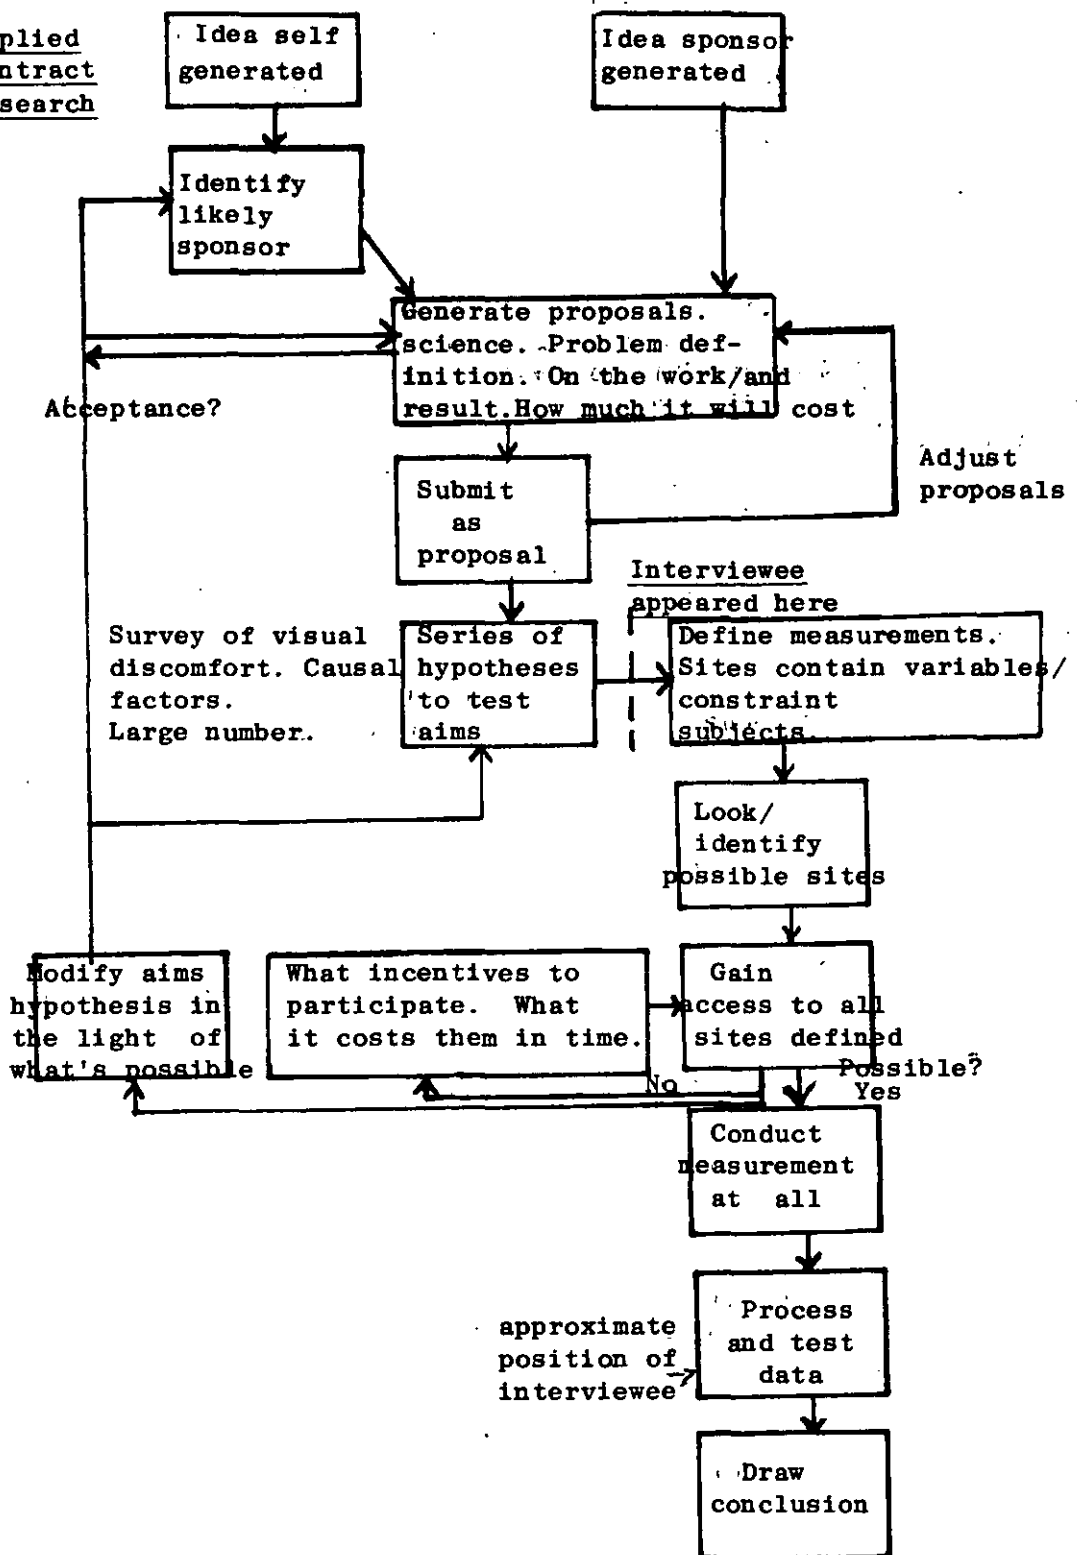 plied
ntract
search
Idea self
generated
Idea sponsor
generated
Identify
likely
sponsor
Generate proposals.
science. Problem def-
inition. On the work/and
result.How much it will cost
Acceptance?
Adjust
proposals
Submit
as
proposal
Interviewee
appeared here
Survey of visual
discomfort. Causal
factors.
Large number.
Series of
hypotheses
to test
aims
Define measurements.
Sites contain variables/
constraint
subjects.
Look/
identify
possible sites
Modify aims
hypothesis in
the light of
what's possible
What incentives to
participate. What
it costs them in time.
Gain
access to all
sites defined
Possible?
No
Yes
Conduct
measurement
at all
approximate
position of
interviewee
Process
and test
data
Draw
conclusion